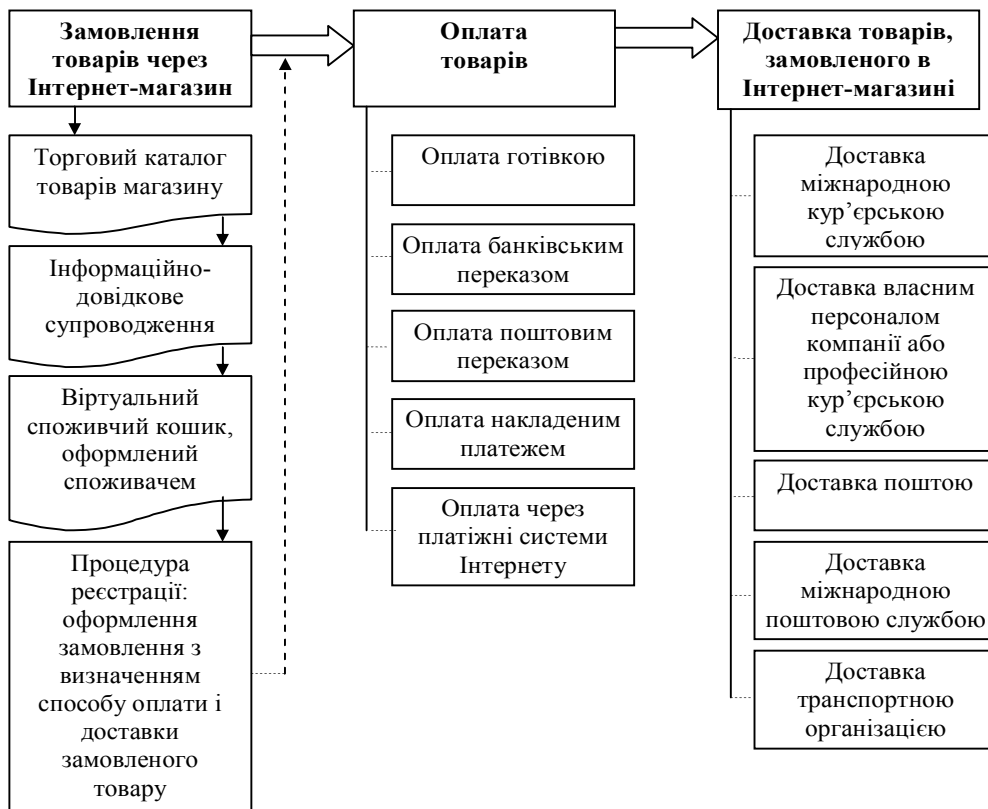 Замовлення
товарів через
Інтернет-магазин
Торговий каталог
товарів магазину
Інформаційно-
довідкове
супроводження
Віртуальний
споживчий кошик,
оформлений
споживачем
Процедура
реєстрації:
оформлення
замовлення з
визначенням
способу оплати і
доставки
замовленого
товару
Оплата
товарів
Оплата готівкою
Оплата банківським
переказом
Оплата поштовим
переказом
Оплата накладеним
платежем
Оплата через
платіжні системи
Інтернету
Доставка товарів,
замовленого в
Інтернет-магазині
Доставка
міжнародною
кур’єрською
службою
Доставка власним
персоналом
компанії або
професійною
кур’єрською
службою
Доставка поштою
Доставка
міжнародною
поштовою службою
Доставка
транспортною
організацією